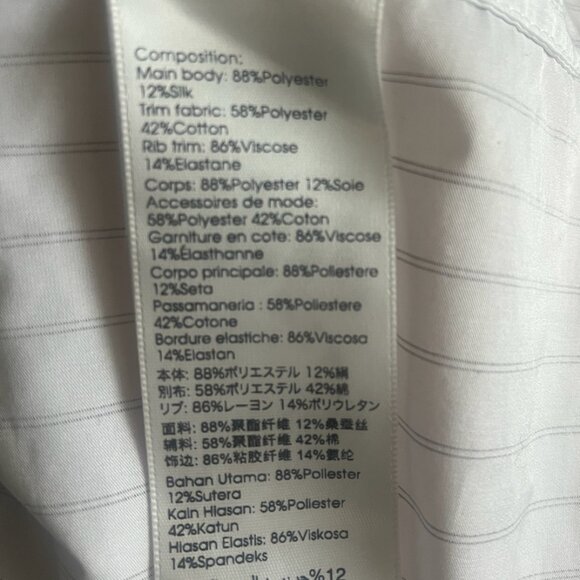 Composition:
Main body: 88%Polyester
12%Silk
Trim fabric: 58%Polyester
42%Cotton
Rib trim: 86%Viscose
14%Elastane
Corps: 88%Polyester 12%Soie
Accessoires de mode:
58%Polyester 42%Coton
Garniture en cote: 86%Viscose
14%Élasthanne
Corpo principale: 88%Poliestere
12%Seta
Passamaneria : 58%Poliestere
42%Cotone
Bordure elastiche: 86%Viscosa
14%Elastan
本体: 88%ポリエステル 12%絹
別布: 58%ポリエステル 42%綿
リブ: 86%レーヨン 14%ポリウレタン
面料: 88%聚酯纤维 12%桑蚕丝
辅料: 58%聚酯纤维 42%棉
饰边: 86%粘胶纤维 14%氨纶
Bahan Utama: 88%Poliester
12%Sutera
Kain Hiasan: 58%Poliester
42%Katun
Hiasan Elastis: 86%Viskosa
14%Spandeks
%12